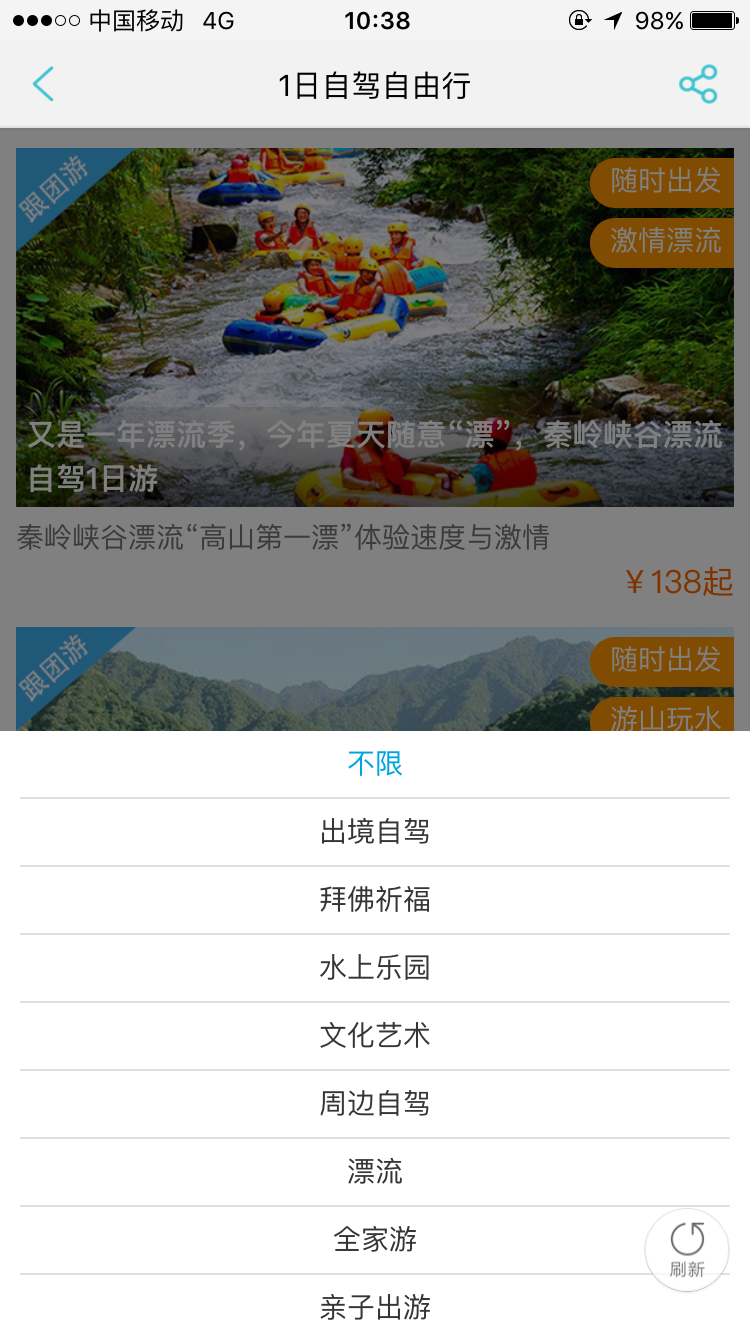 中国移动 4G 10:38 98%
1日自驾自由行
跟团游
随时出发
激情漂流
又是一年漂流季，今年夏天随意“漂”，秦岭峡谷漂流
自驾1日游
秦岭峡谷漂流“高山第一漂”体验速度与激情
￥138起
跟团游
随时出发
游山玩水
不限
出境自驾
拜佛祈福
水上乐园
文化艺术
周边自驾
漂流
全家游
刷新
亲子出游